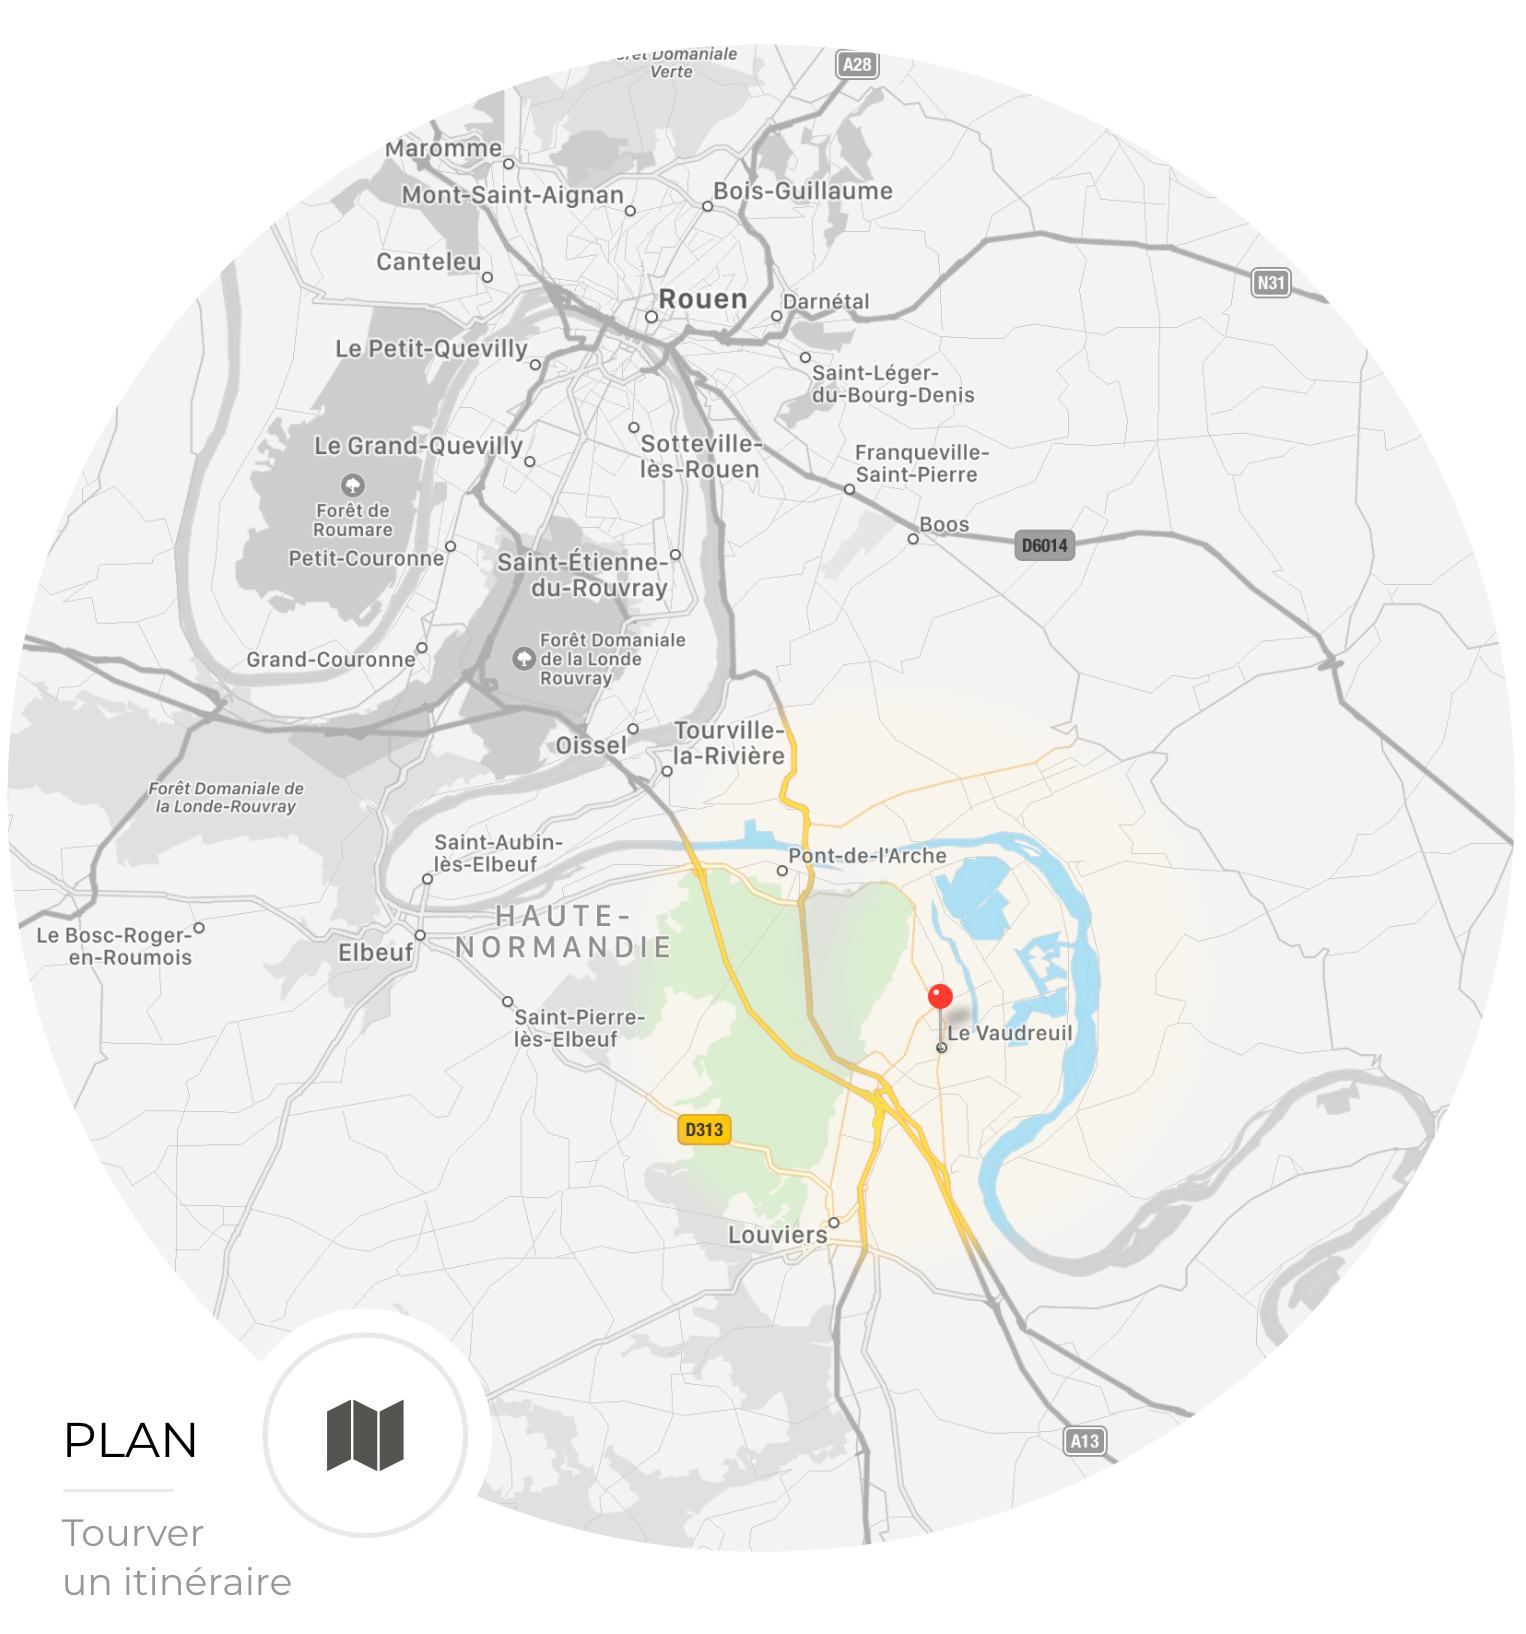 Domaniale
Verte
A28
Maromme
Mont-Saint-Aignan
Bois-Guillaume
Canteleu
N31
Rouen
Darnétal
Le Petit-Quevilly
Saint-Léger-
du-Bourg-Denis
Le Grand-Quevilly
Sotteville-
lès-Rouen
Franqueville-
Saint-Pierre
Forêt de
Roumare
Boos
D6014
Petit-Couronne
Saint-Étienne-
du-Rouvray
Grand-Couronne
Forêt Domaniale
de la Londe
Rouvray
Oissel
Tourville-
la-Rivière
Forêt Domaniale de
la Londe-Rouvray
Saint-Aubin-
lès-Elbeuf
Pont-de-l'Arche
HAUTE-
NORMANDIE
Le Bosc-Roger-
en-Roumois
Elbeuf
Saint-Pierre-
lès-Elbeuf
Le Vaudreuil
D313
Louviers
A13
PLAN
Tourver
un itinéraire